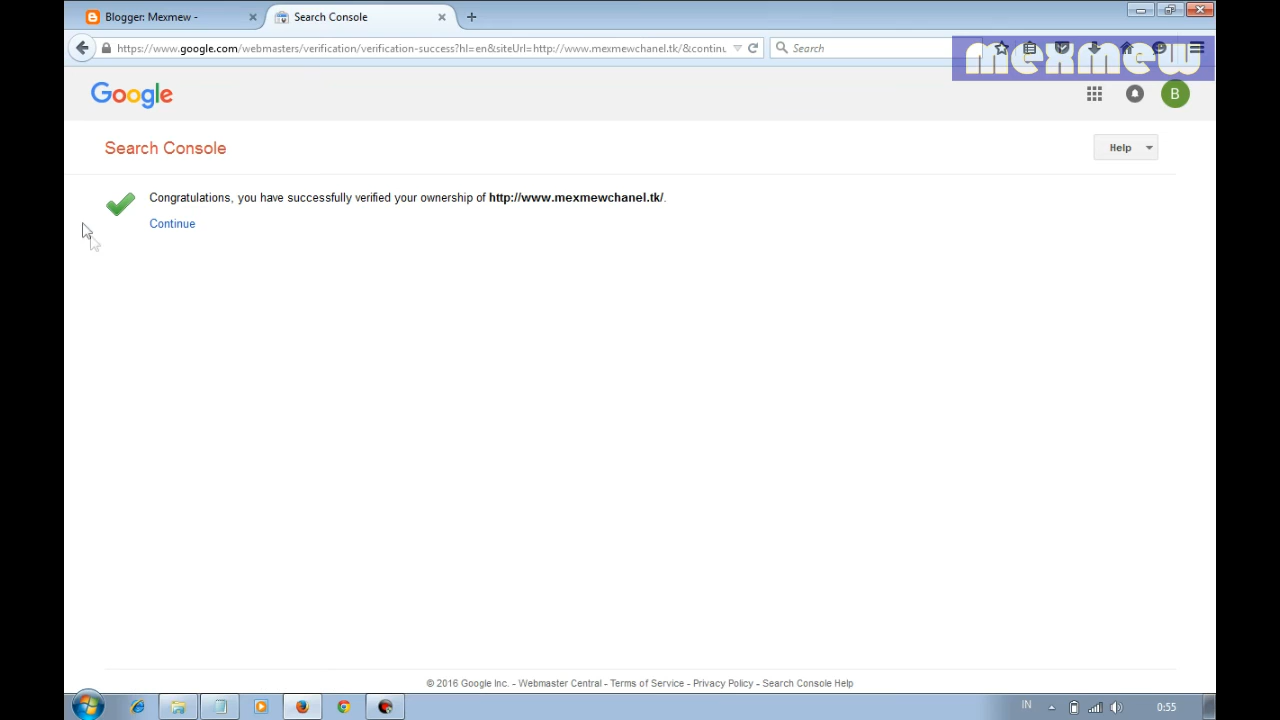 Blogger: Mexmew -
Search Console
https://www.google.com/webmasters/verification/verification-success?hl=en&siteUrl=http://www.mexmewchanel.tk/&continu
Search
mexmew
Google
B
Search Console
Help
Congratulations, you have successfully verified your ownership of http://www.mexmewchanel.tk/.
Continue
© 2016 Google Inc. - Webmaster Central - Terms of Service - Privacy Policy - Search Console Help
IN
0:55